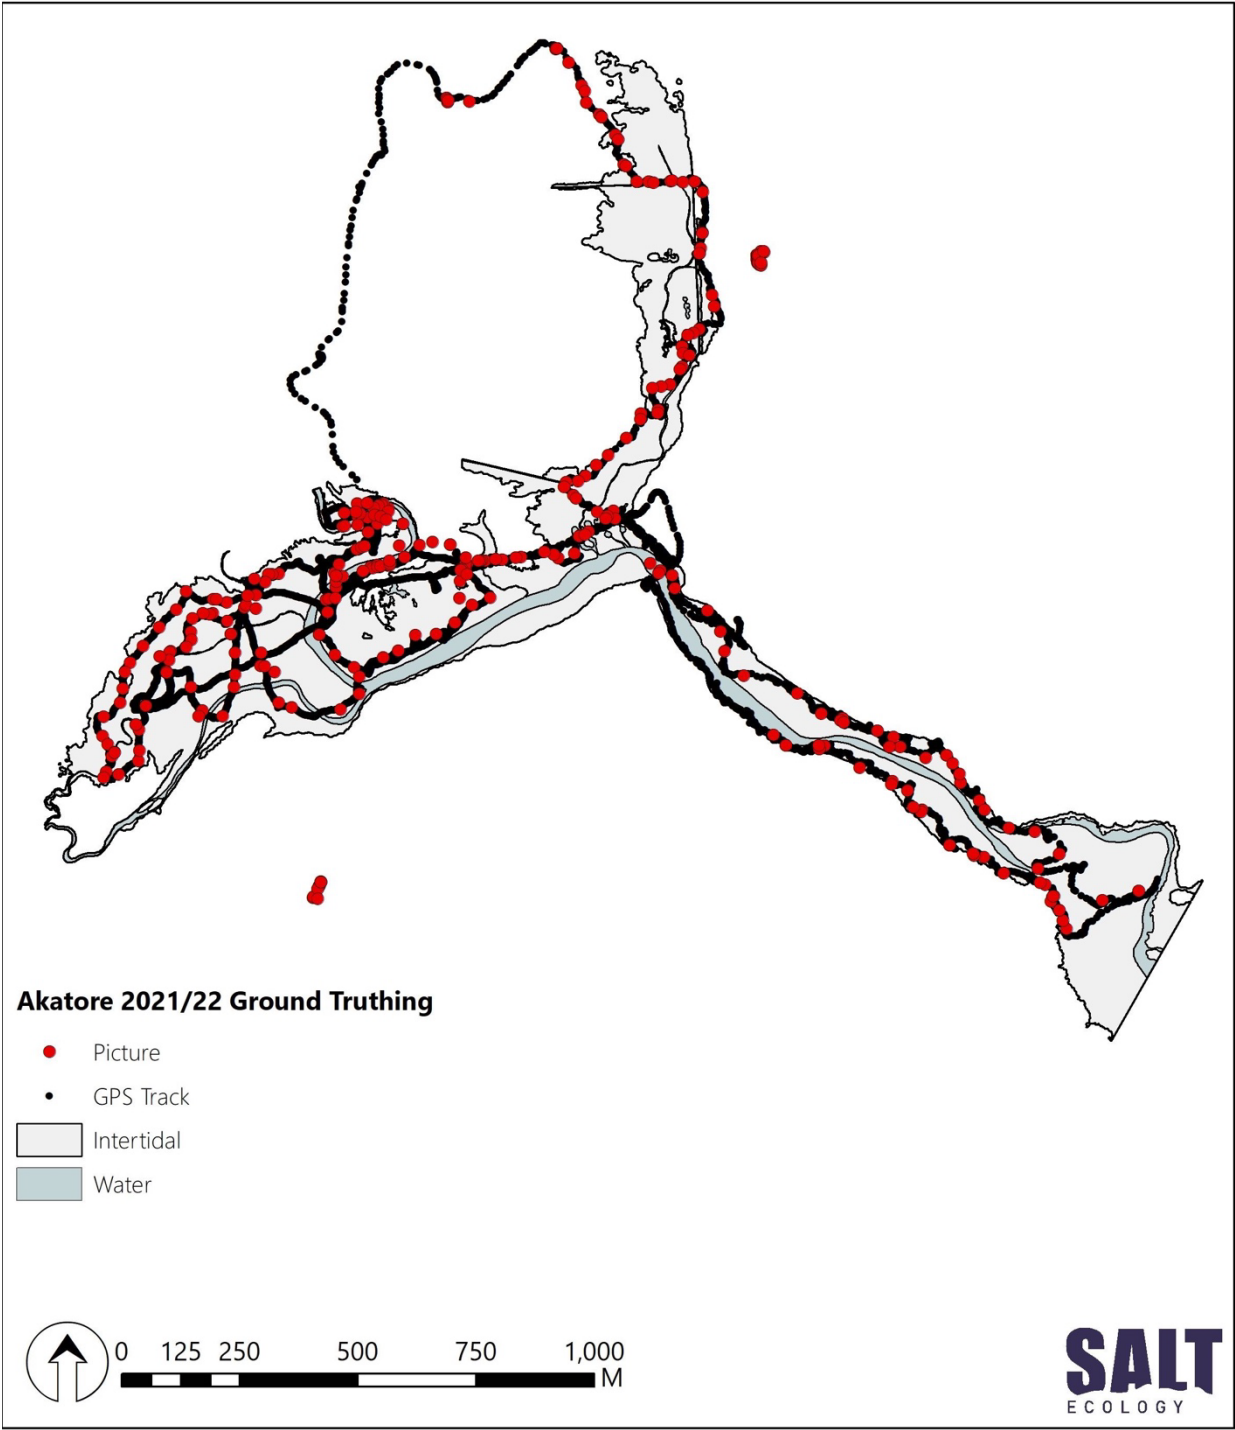 Akatore 2021/22 Ground Truthing
Picture
GPS Track
Intertidal
Water
0 125 250 500 750 1,000
M
SALT
ECOLOGY